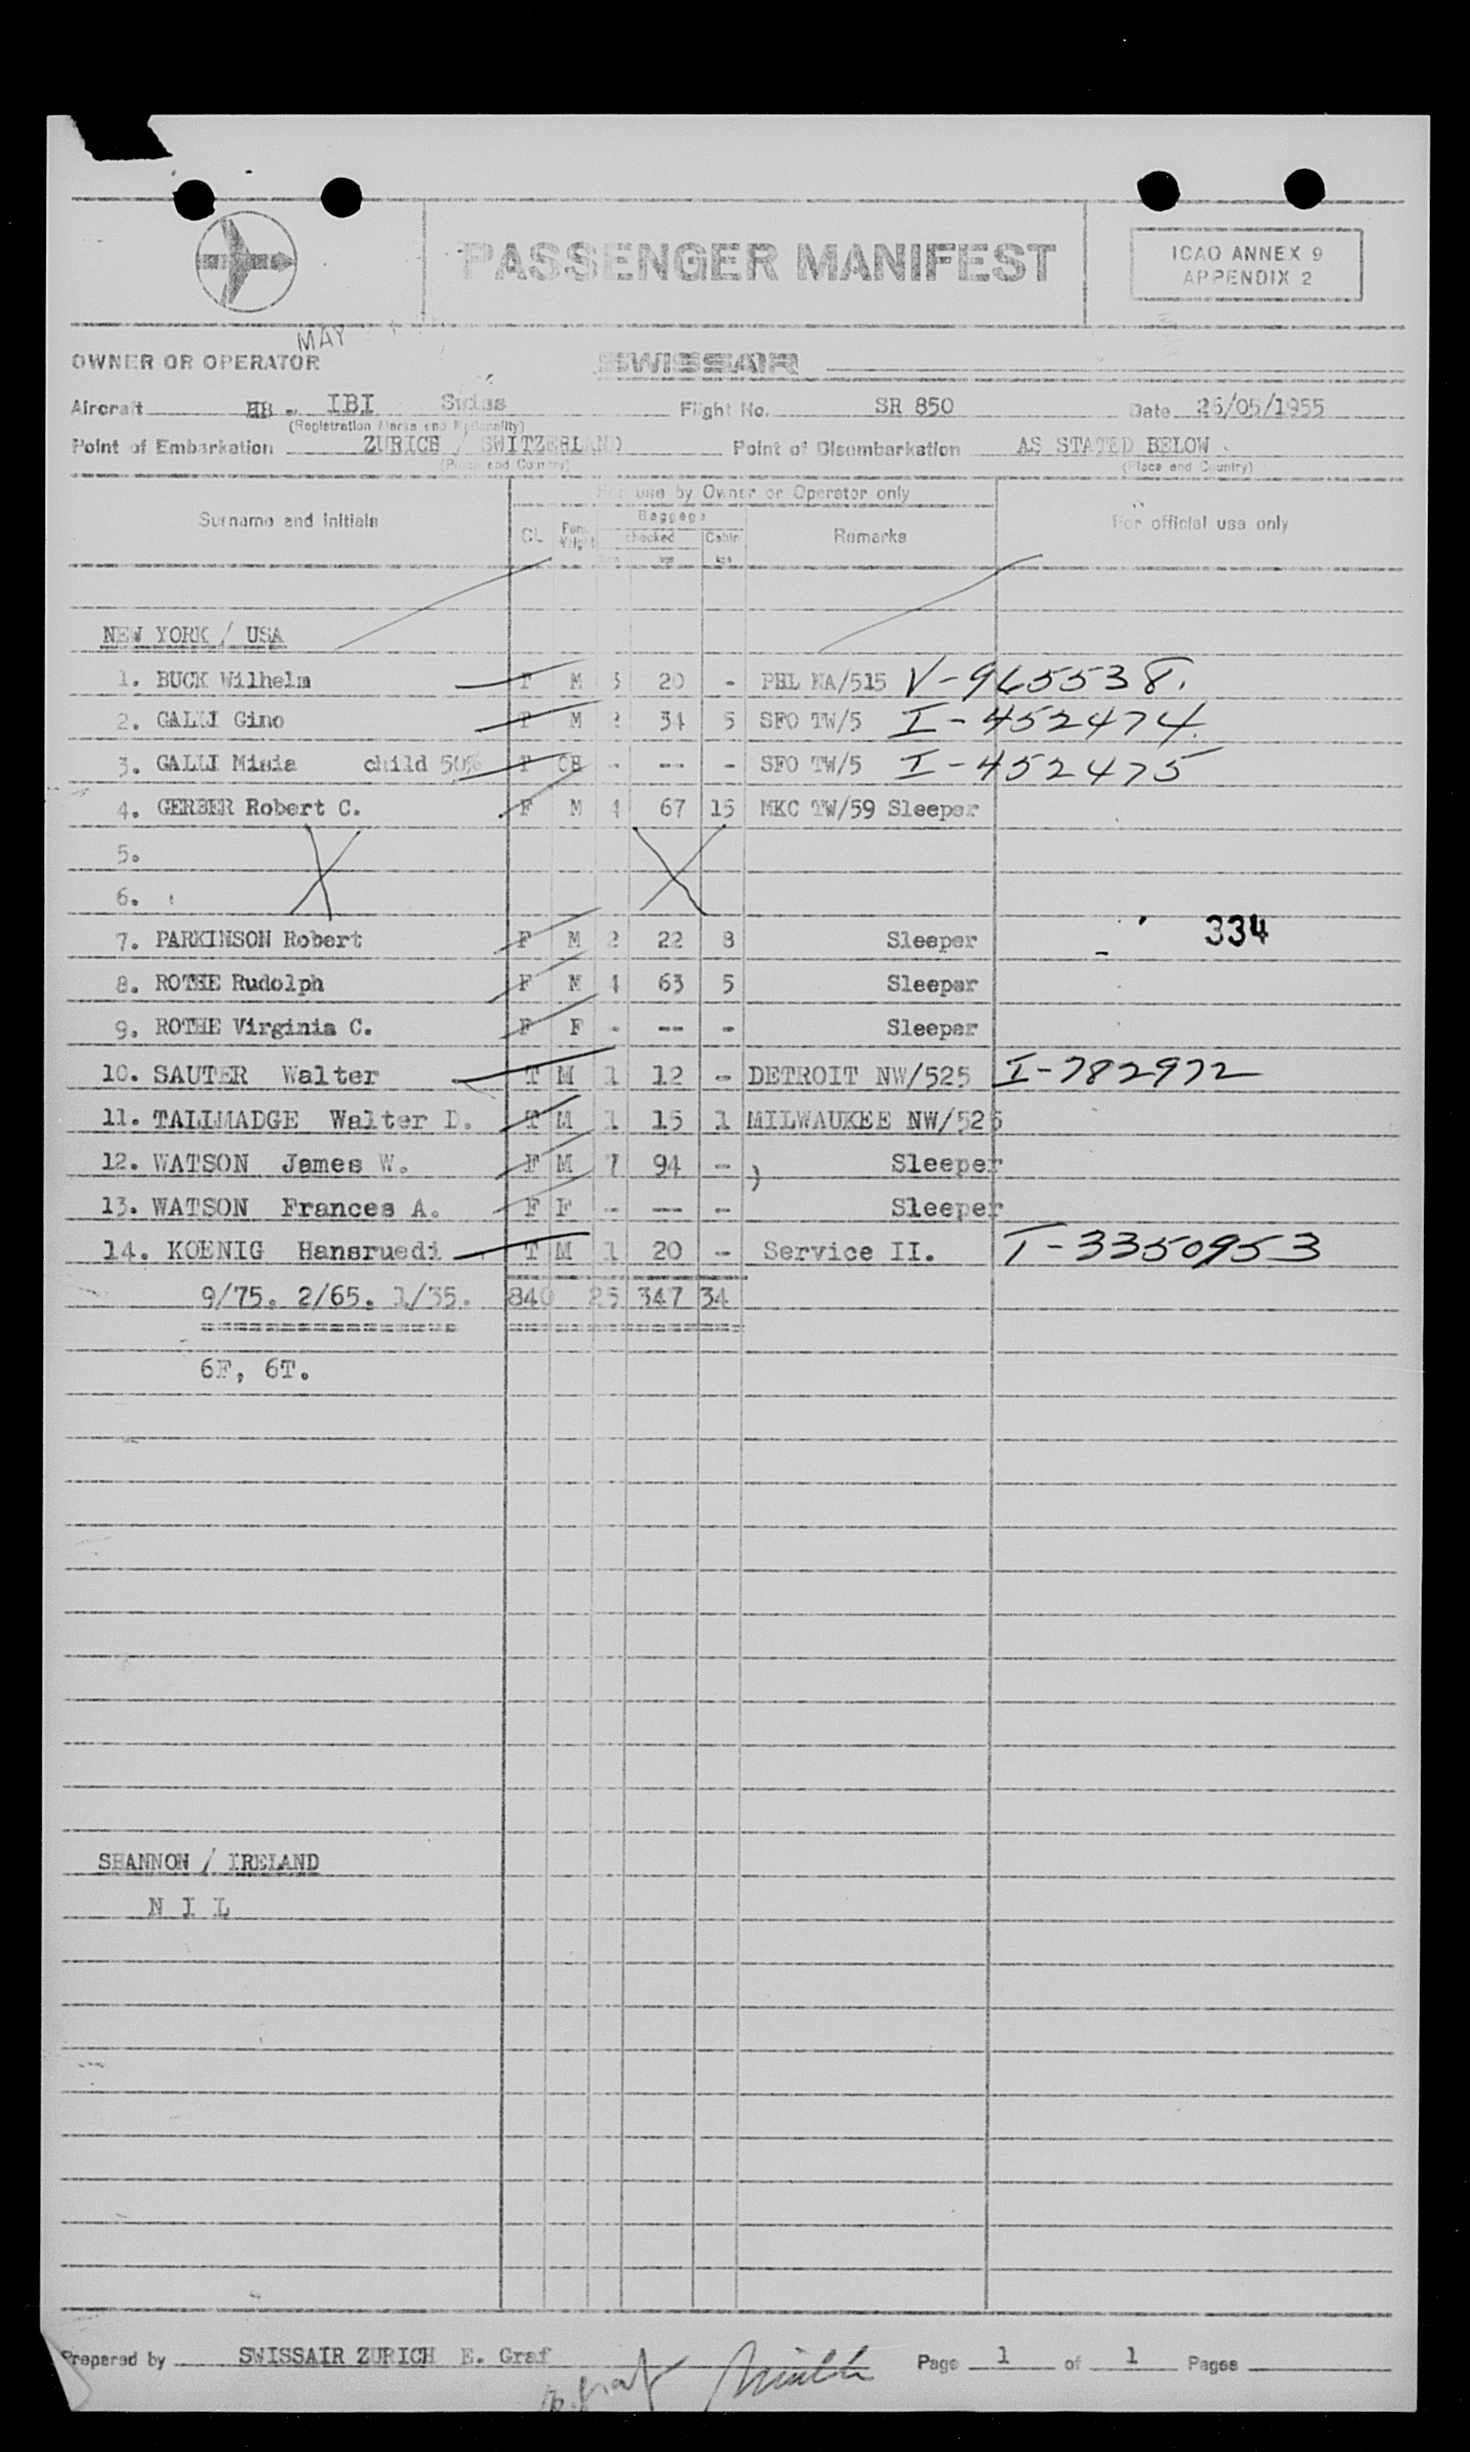 PASSENGER MANIFEST
ICAO ANNEX 9
APPENDIX 2
MAY
OWNER OR OPERATOR SWISSAIR
Aircraft HB - IBI Flight No. SR 850 Date 26/05/1955
(Registration Marks and Nationality)
Point of Embarkation ZURICH / SWITZERLAND Point of Disembarkation AS STATED BELOW
(Place and Country) (Place and Country)
For use by Owner or Operator only
Surname and initials CL Baggage checked Cabin kgs kgs Remarks For official use only
NEW YORK / USA
1. BUCK Wilhelm F M 20 - PHL NA/515 V-965538.
2. GALLI Gino F M 2 34 5 SFO TW/5 I-452474.
3. GALLI Misia child 50% F CH - -- - SFO TW/5 I-452475
4. GERBER Robert C. F M 4 67 15 MKC TW/59 Sleeper
5.
6.
7. PARKINSON Robert F M 2 22 8 Sleeper 334
8. ROTHE Rudolph F M 4 63 5 Sleeper
9. ROTHE Virginia C. F F - -- - Sleeper
10. SAUTER Walter T M 1 12 - DETROIT NW/525 I-782972
11. TALLMADGE Walter D. T M 1 15 1 MILWAUKEE NW/525
12. WATSON James W. F M 7 94 - ) Sleeper
13. WATSON Frances A. F F - -- - Sleeper
14. KOENIG Hansruedi T M 1 20 - Service II. T-3350953
9/75. 2/65. 1/35. 840 25 347 34
6F, 6T.
SHANNON / IRELAND
N I L
Prepared by SWISSAIR ZURICH E. Graf Page 1 of 1 Pages